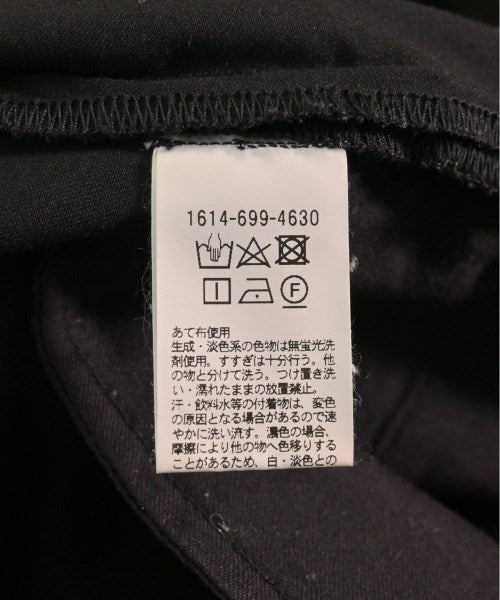 1614-699-4630
F
あて布使用
生成・淡色系の色物は無蛍光洗
剤使用。すすぎは十分行う。他
の物と分けて洗う。つけ置き洗
い・濡れたままの放置禁止。
汗・飲料水等の付着物は、変色
の原因となる場合があるので速
やかに洗い流す。濃色の場合、
摩擦により他の物へ色移りする
ことがあるため、白・淡色との